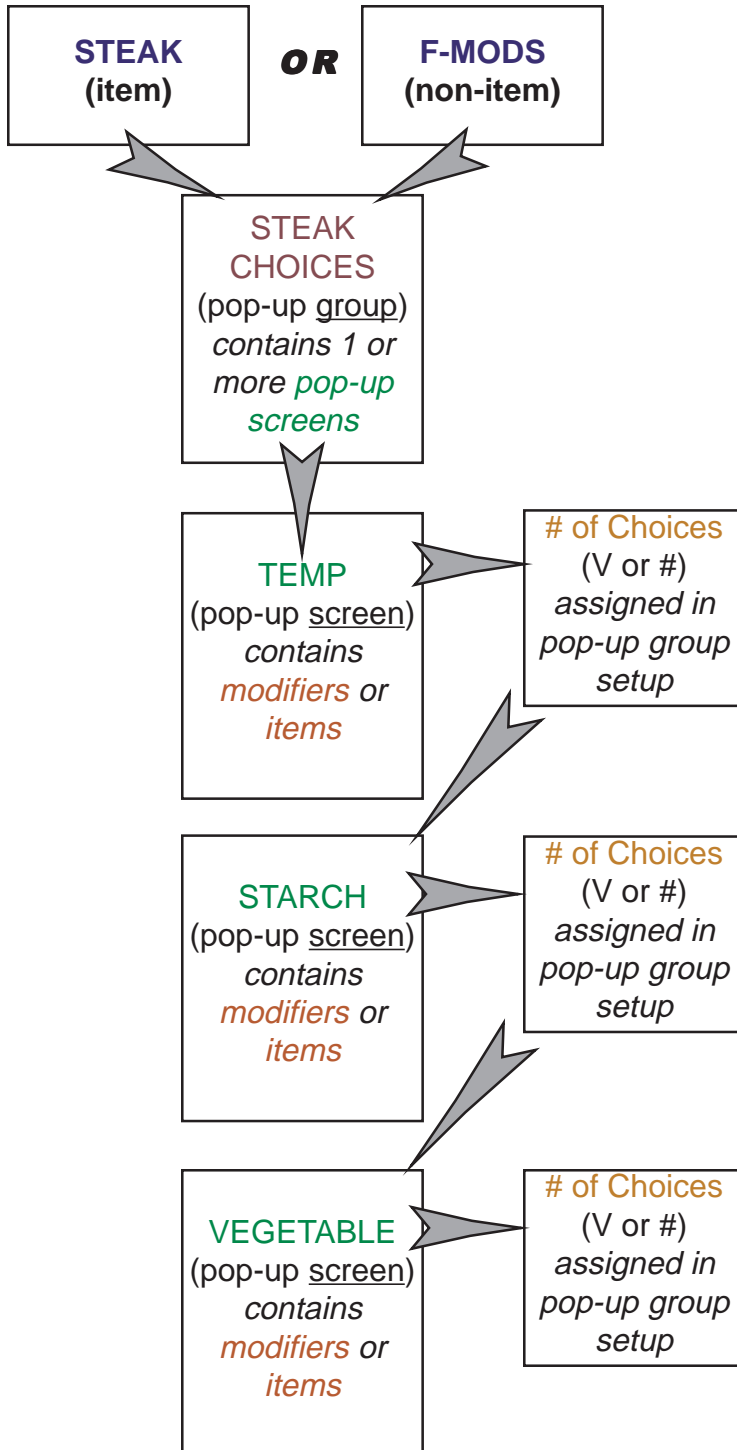 STEAK
(item)
OR
F-MODS
(non-item)
STEAK
CHOICES
(pop-up group)
contains 1 or
more pop-up
screens
TEMP
(pop-up screen)
contains
modifiers or
items
# of Choices
(V or #)
assigned in
pop-up group
setup
STARCH
(pop-up screen)
contains
modifiers or
items
# of Choices
(V or #)
assigned in
pop-up group
setup
VEGETABLE
(pop-up screen)
contains
modifiers or
items
# of Choices
(V or #)
assigned in
pop-up group
setup